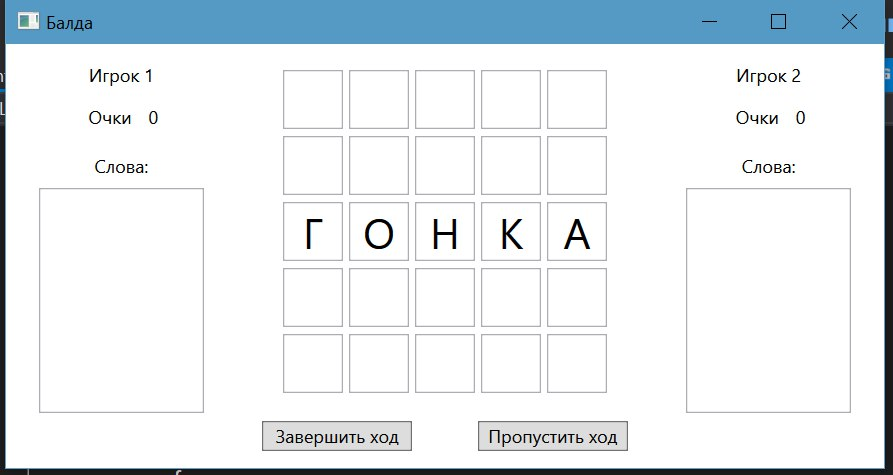 Балда
Игрок 1
Очки 0
Слова:
Г О Н К А
Игрок 2
Очки 0
Слова:
Завершить ход
Пропустить ход